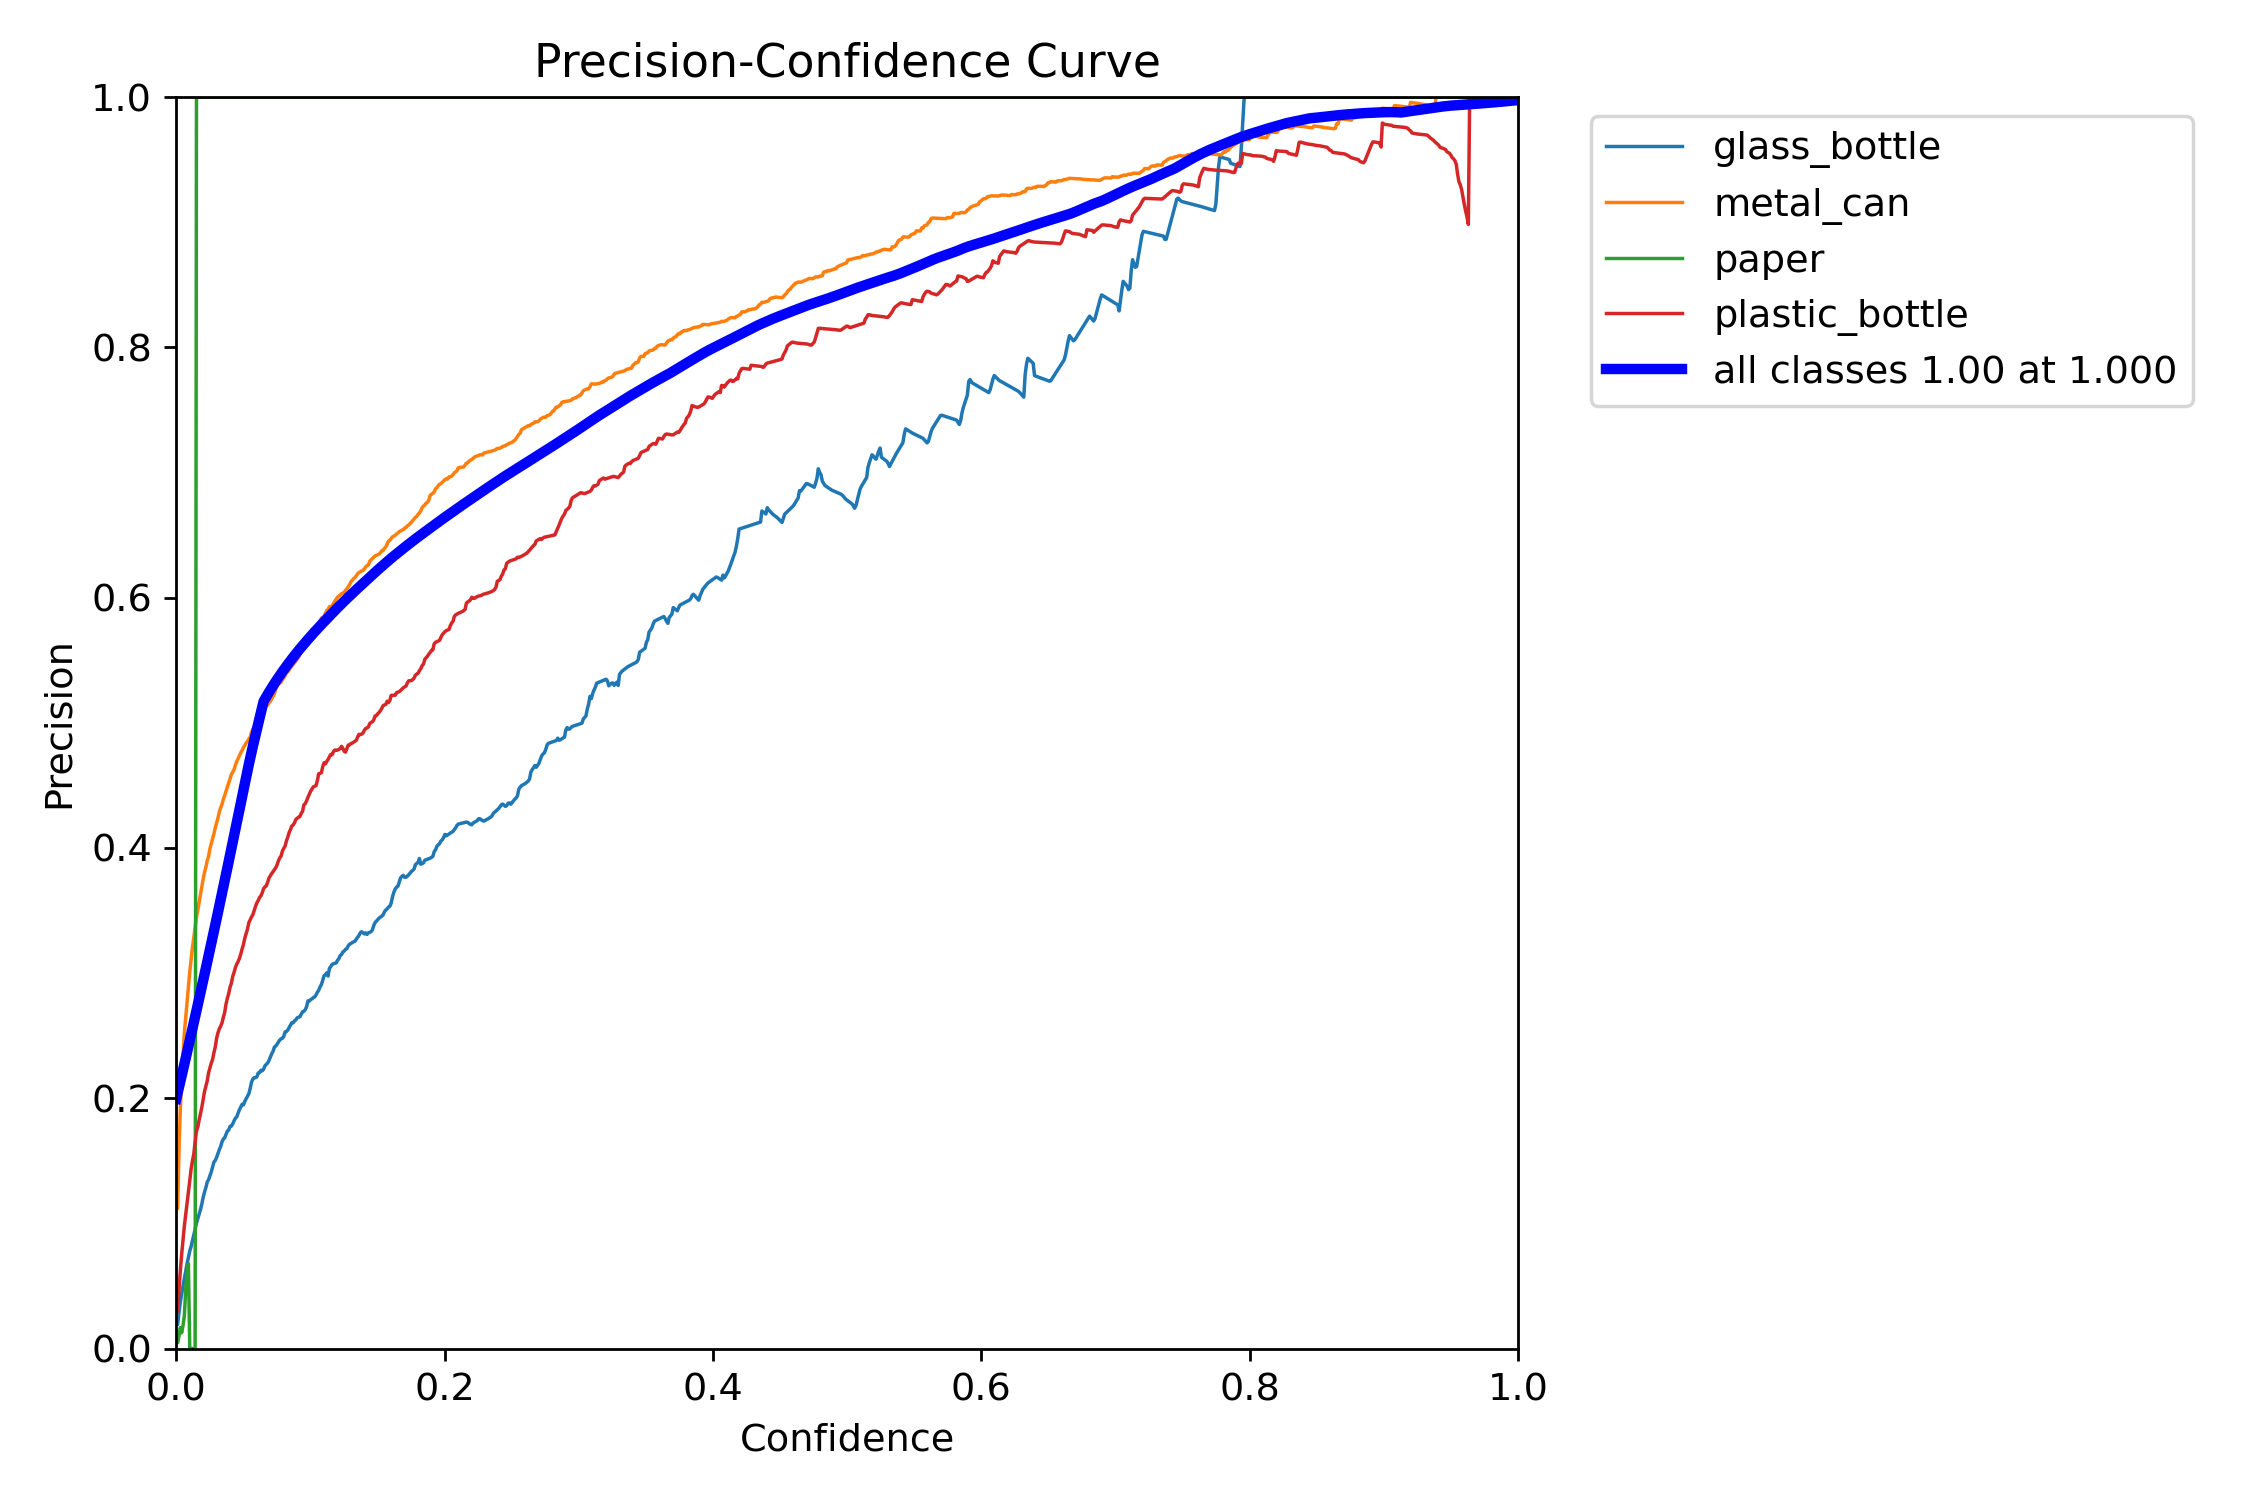 Precision-Confidence Curve
1.0
0.8
0.6
0.4
0.2
0.0
Precision
0.0 0.2 0.4 0.6 0.8 1.0
Confidence
glass_bottle
metal_can
paper
plastic_bottle
all classes 1.00 at 1.000